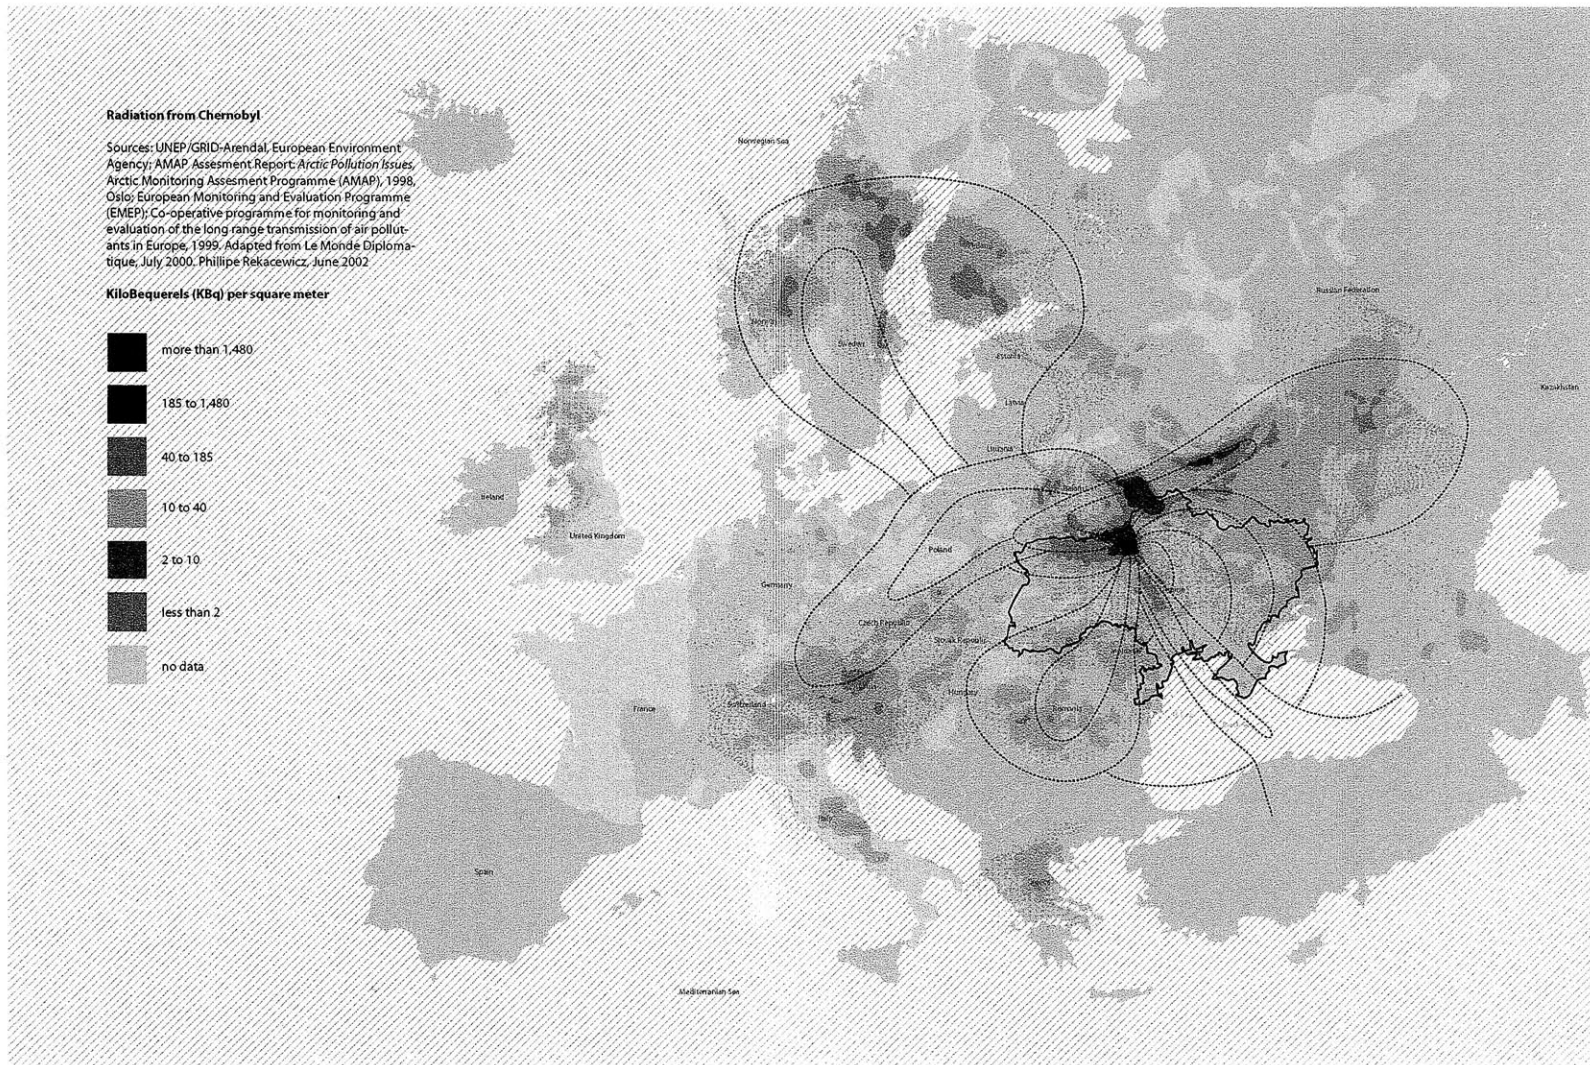 Radiation from Chernobyl
Sources: UNEP/GRID-Arendal, European Environment
Agency; AMAP Assesment Report: Arctic Pollution Issues,
Arctic Monitoring Assesment Programme (AMAP), 1998,
Oslo; European Monitoring and Evaluation Programme
(EMEP); Co-operative programme for monitoring and
evaluation of the long range transmission of air pollut-
ants in Europe, 1999. Adapted from Le Monde Diploma-
tique, July 2000. Phillipe Rekacewicz, June 2002
KiloBequerels (KBq) per square meter
more than 1,480
185 to 1,480
40 to 185
10 to 40
2 to 10
less than 2
no data
Norwegian Sea
Russian Federation
Sweden
Estonia
Kazakhstan
Latvia
Lituania
Ireland
United Kingdom
Poland
Germany
Czech Republic
Slovak Republic
Hungary
Switzerland
France
Romania
Italy
Spain
Greece